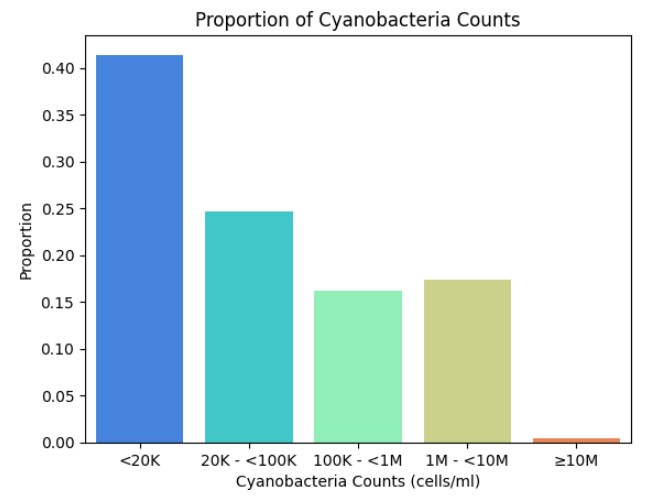 Proportion of Cyanobacteria Counts
0.40
0.35
0.30
0.25
0.20
0.15
0.10
0.05
0.00
Proportion
<20K 20K - <100K 100K - <1M 1M - <10M ≥10M
Cyanobacteria Counts (cells/ml)